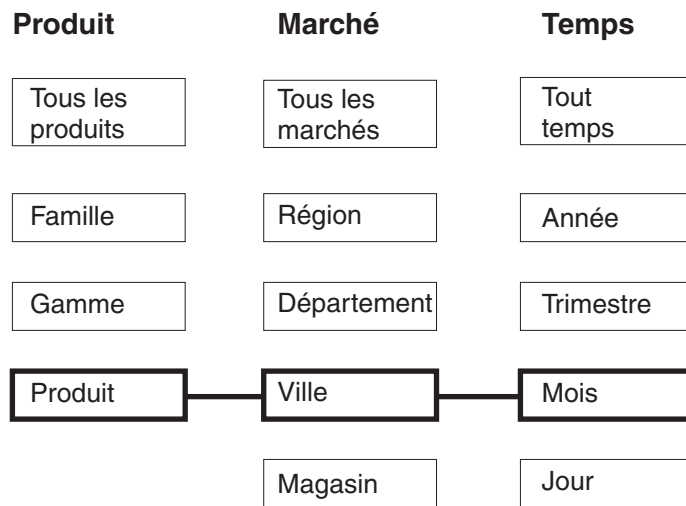 Produit Marché Temps
Tous les
produits
Tous les
marchés
Tout
temps
Famille Région Année
Gamme Département Trimestre
Produit Ville Mois
Magasin Jour